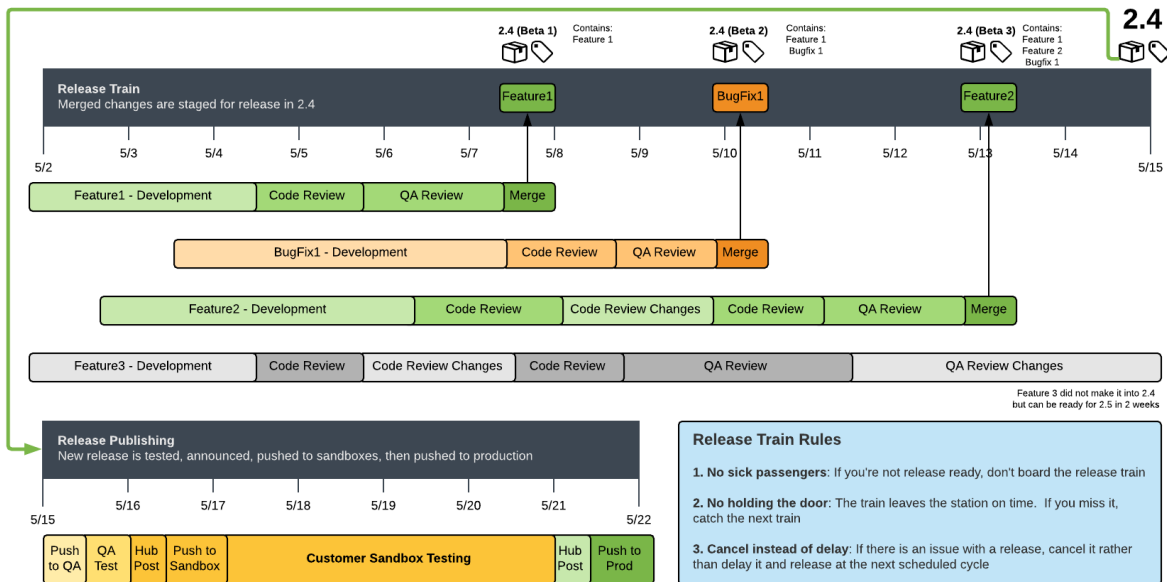 2.4
2.4 (Beta 1)
Contains:
Feature 1
2.4 (Beta 2)
Contains:
Feature 1
Bugfix 1
2.4 (Beta 3)
Contains:
Feature 1
Feature 2
Bugfix 1
Release Train
Merged changes are staged for release in 2.4
Feature1
BugFix1
Feature2
5/2
5/3
5/4
5/5
5/6
5/7
5/8
5/9
5/10
5/11
5/12
5/13
5/14
5/15
Feature1 - Development
Code Review
QA Review
Merge
BugFix1 - Development
Code Review
QA Review
Merge
Feature2 - Development
Code Review
Code Review Changes
Code Review
QA Review
Merge
Feature3 - Development
Code Review
Code Review Changes
Code Review
QA Review
QA Review Changes
Feature 3 did not make it into 2.4
but can be ready for 2.5 in 2 weeks
Release Publishing
New release is tested, announced, pushed to sandboxes, then pushed to production
5/15
5/16
5/17
5/18
5/19
5/20
5/21
5/22
Push
to QA
QA
Test
Hub
Post
Push to
Sandbox
Customer Sandbox Testing
Hub
Post
Push to
Prod
Release Train Rules
1. No sick passengers: If you're not release ready, don't board the release train
2. No holding the door: The train leaves the station on time.  If you miss it,
catch the next train
3. Cancel instead of delay: If there is an issue with a release, cancel it rather
than delay it and release at the next scheduled cycle